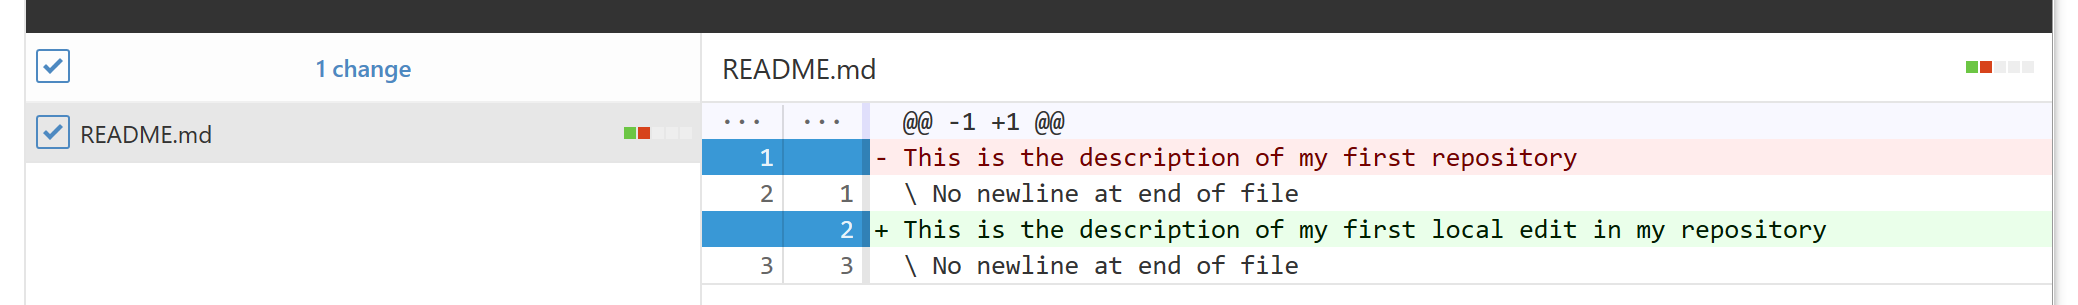 1 change
README.md
README.md
... ... @@ -1 +1 @@
1 - This is the description of my first repository
2 1 \ No newline at end of file
2 + This is the description of my first local edit in my repository
3 3 \ No newline at end of file